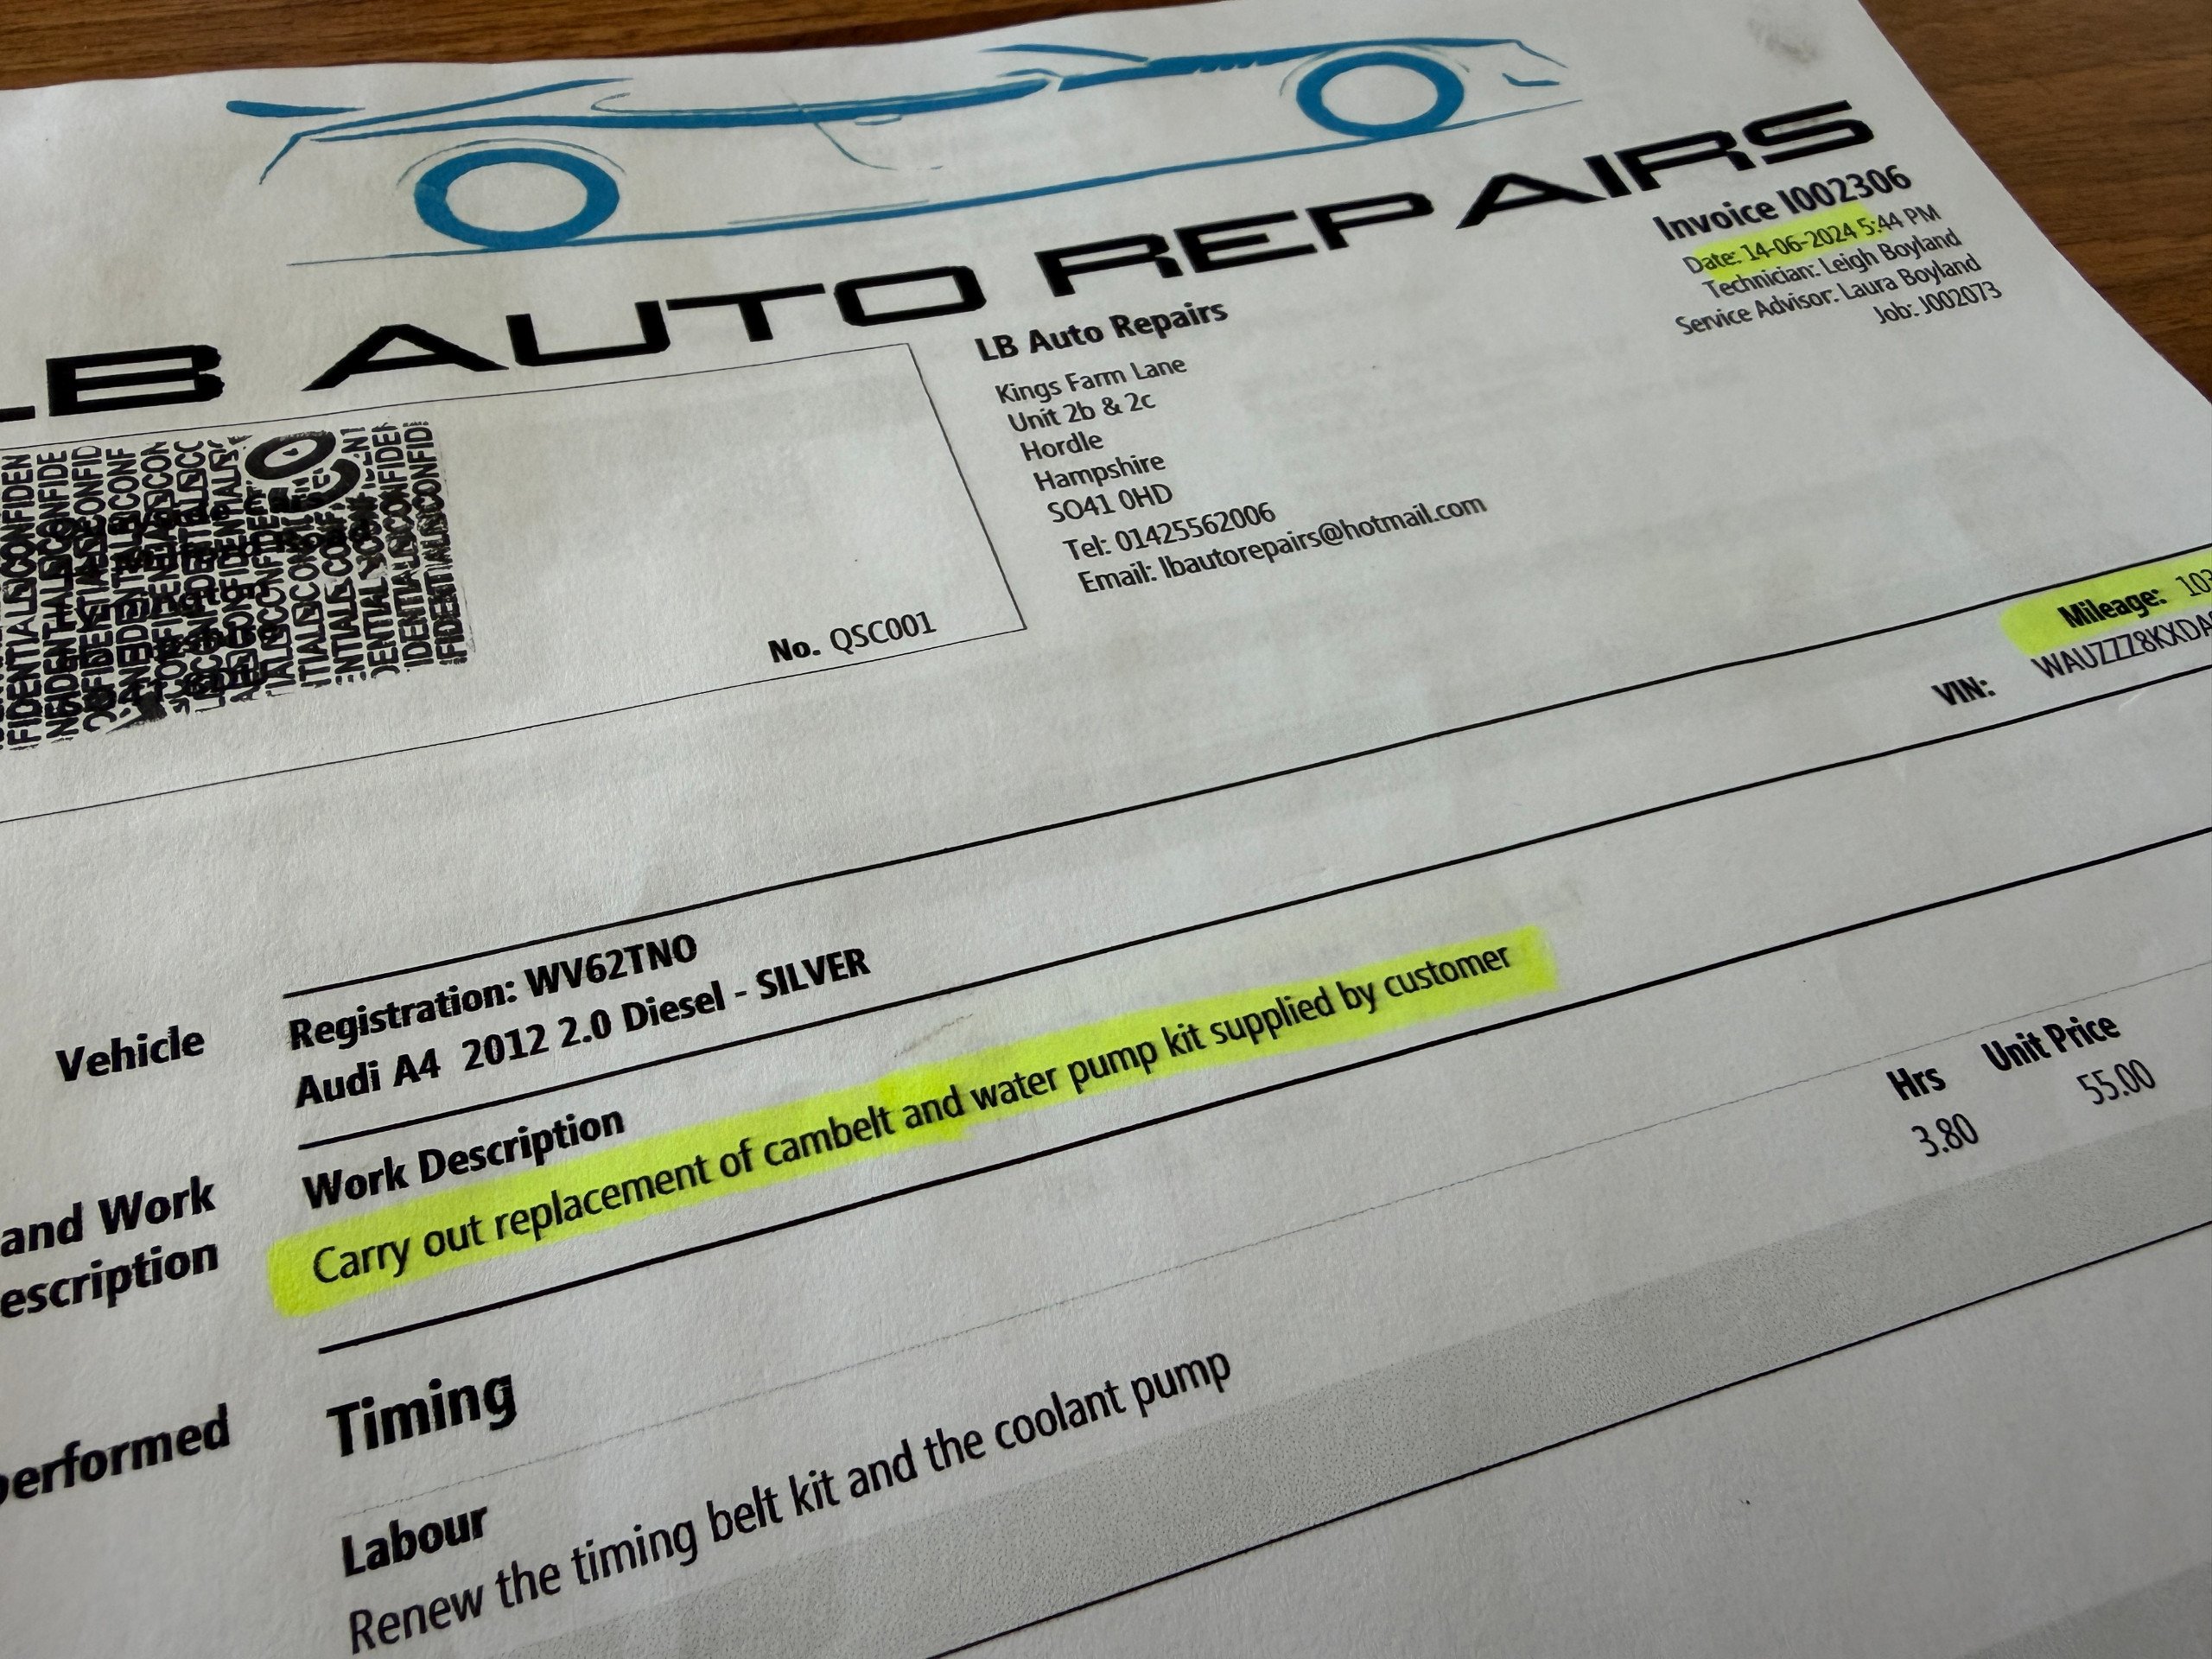 LB AUTO REPAIRS
Invoice I002306
Date: 14-06-2024 5:44 PM
Technician: Leigh Boyland
Service Advisor: Laura Boyland
Job: J002073
LB Auto Repairs
Kings Farm Lane
Unit 2b & 2c
Hordle
Hampshire
SO41 0HD
Tel: 01425562006
Email: lbautorepairs@hotmail.com
No. QSC001
Mileage: 103
VIN: WAUZZZ8KXDA
Vehicle
Registration: WV62TNO
Audi A4 2012 2.0 Diesel - SILVER
and Work
escription
Work Description
Carry out replacement of cambelt and water pump kit supplied by customer
performed
Timing
Hrs Unit Price
3.80 55.00
Labour
Renew the timing belt kit and the coolant pump